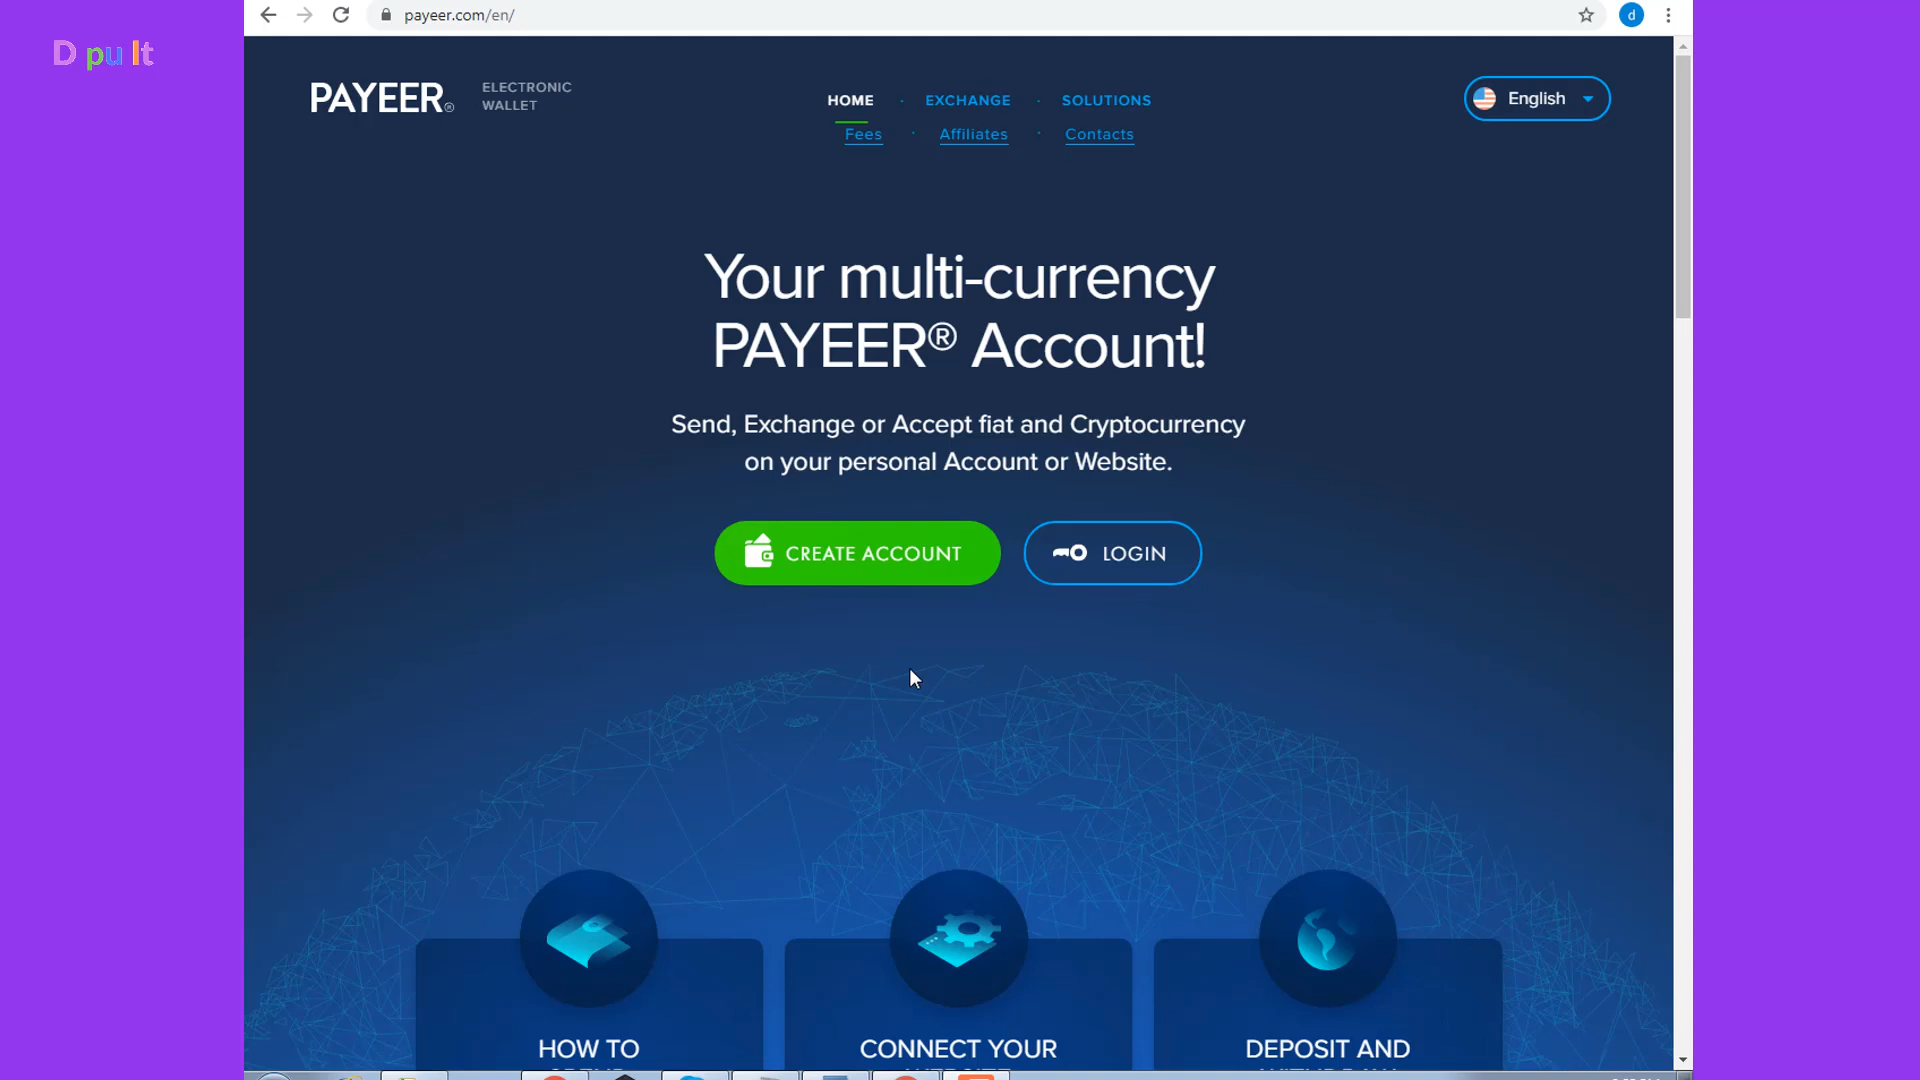 payeer.com/en/
d
D pu lt
PAYEER®
ELECTRONIC
WALLET
HOME · EXCHANGE · SOLUTIONS
Fees · Affiliates · Contacts
English
Your multi-currency
PAYEER® Account!
Send, Exchange or Accept fiat and Cryptocurrency
on your personal Account or Website.
CREATE ACCOUNT
LOGIN
HOW TO
CONNECT YOUR
DEPOSIT AND